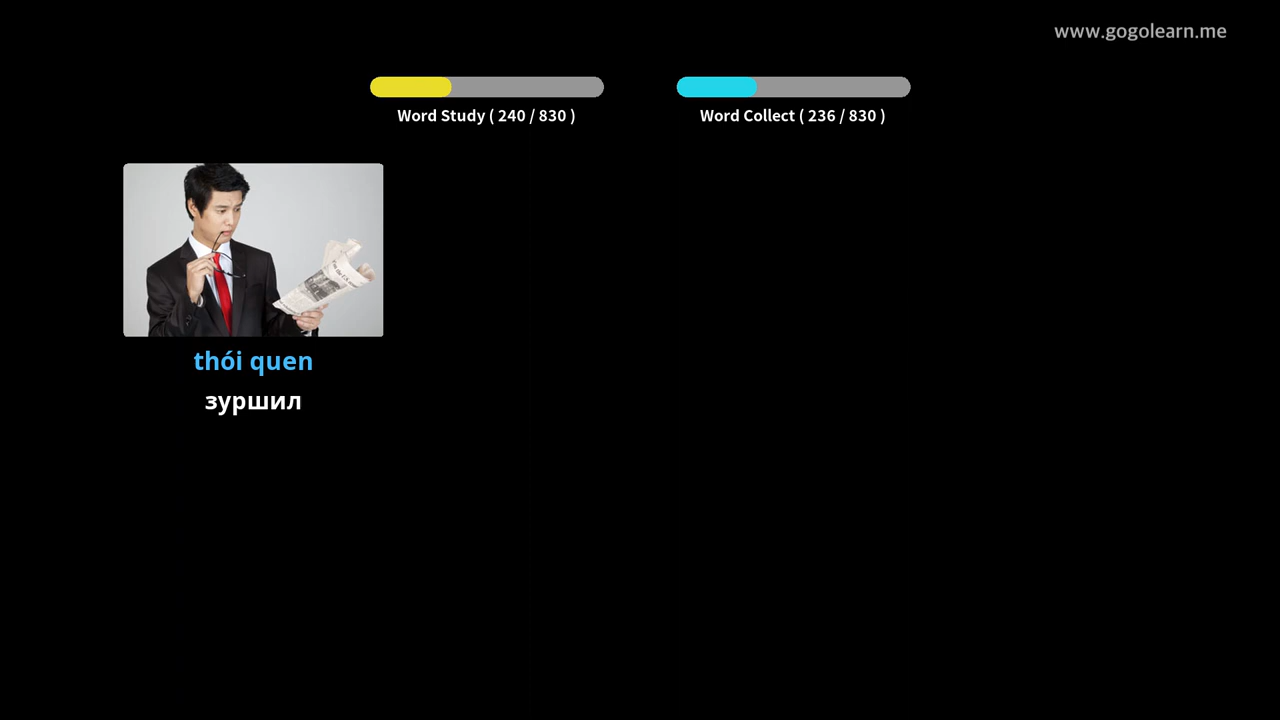 www.gogolearn.me
Word Study ( 240 / 830 )
Word Collect ( 236 / 830 )
thói quen
зуршил